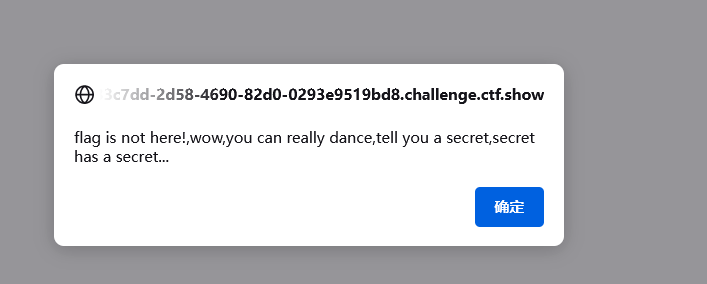 3c7dd-2d58-4690-82d0-0293e9519bd8.challenge.ctf.show
flag is not here!,wow,you can really dance,tell you a secret,secret
has a secret...
确定